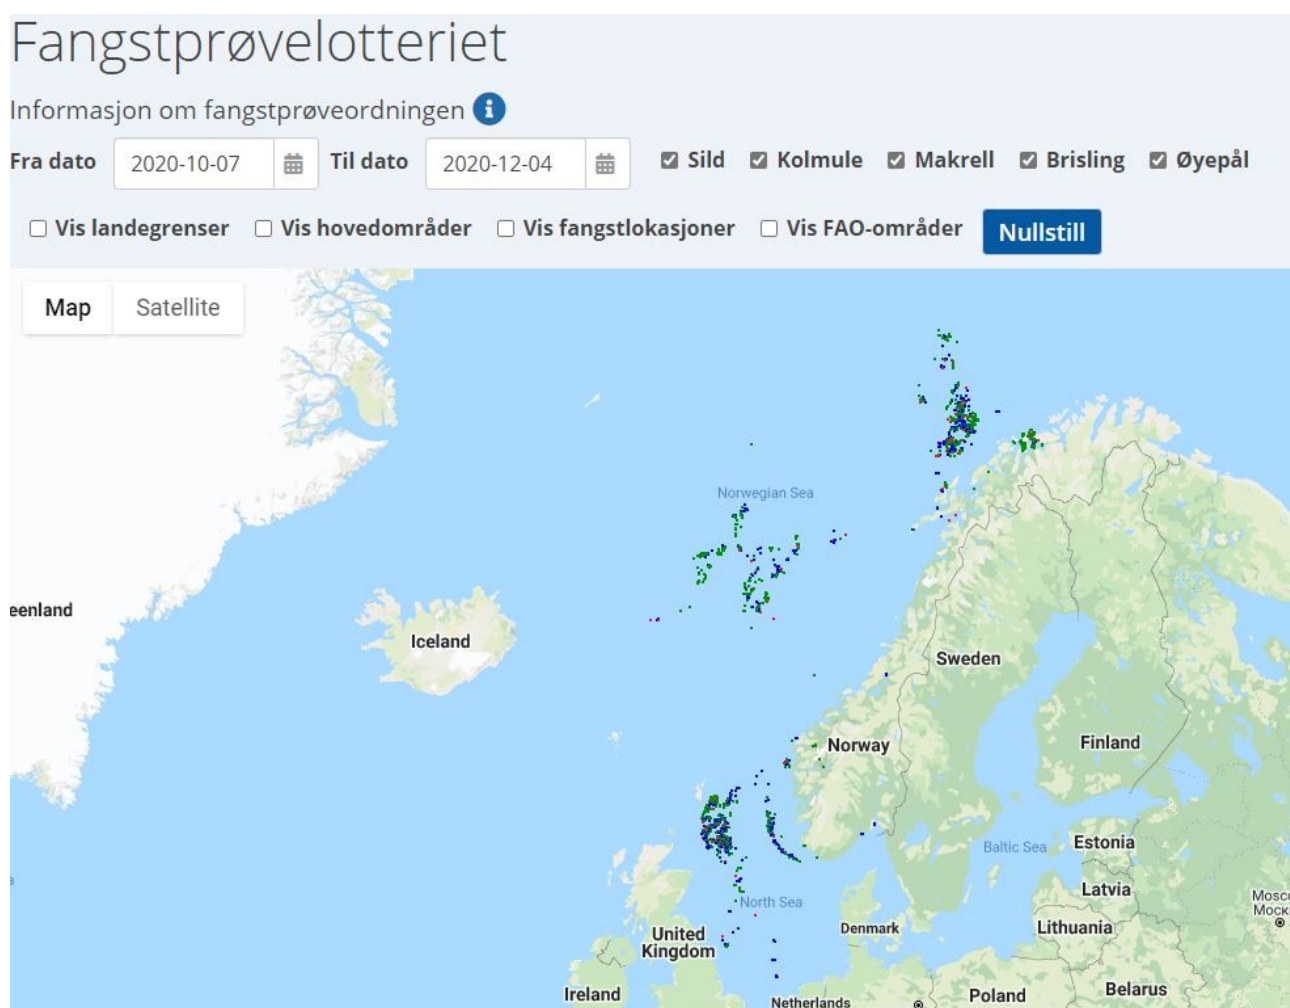 Fangstprøvelotteriet
Informasjon om fangstprøveordningen i
Fra dato 2020-10-07 Til dato 2020-12-04 Sild Kolmule Makrell Brisling Øyepål
Vis landegrenser Vis hovedområder Vis fangstlokasjoner Vis FAO-områder Nullstill
Map Satellite
Norwegian Sea
eenland
Iceland
Sweden
Norway
Finland
Baltic Sea
Estonia
Latvia
Mosco
Моск
North Sea
Denmark
Lithuania
United
Kingdom
Ireland
Netherlands
Poland
Belarus